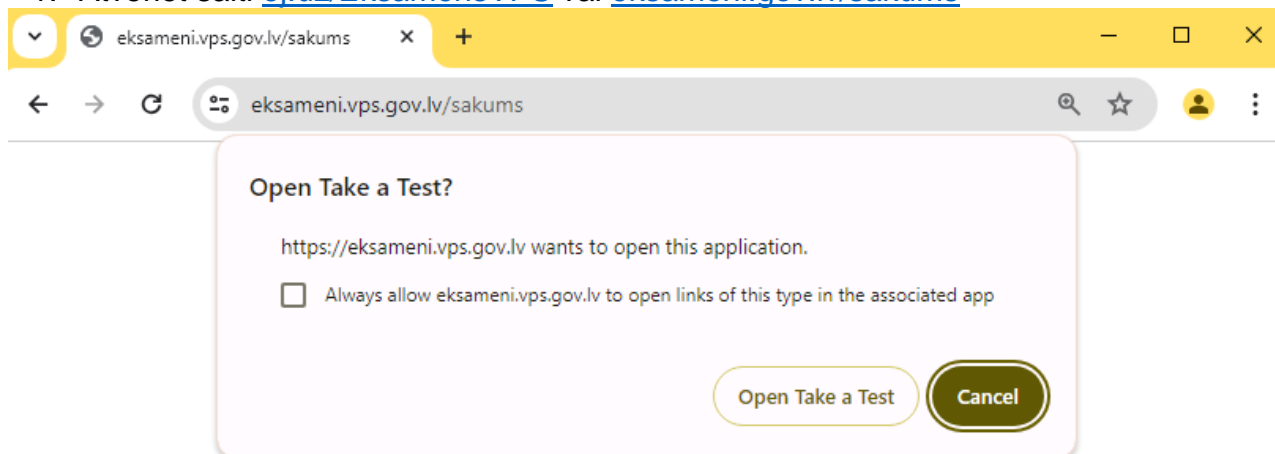 eksameni.vps.gov.lv/sakums
eksameni.vps.gov.lv/sakums
Open Take a Test?
https://eksameni.vps.gov.lv wants to open this application.
Always allow eksameni.vps.gov.lv to open links of this type in the associated app
Open Take a Test Cancel